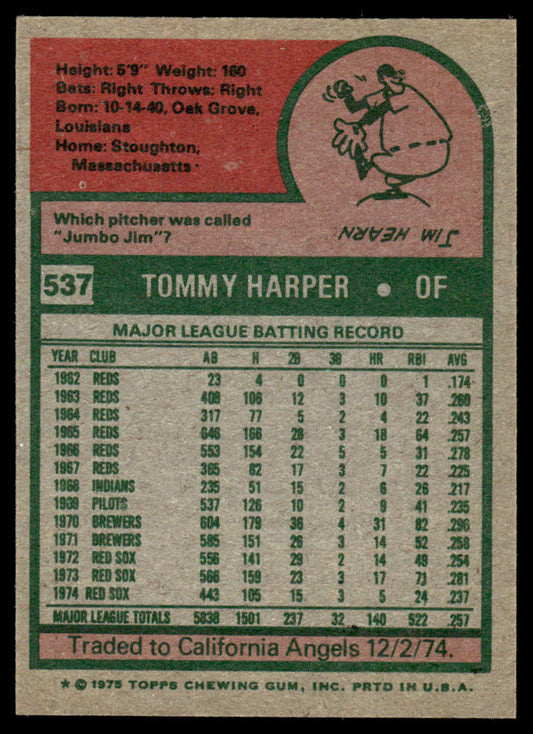 Height: 5'9" Weight: 160
Bats: Right Throws: Right
Born: 10-14-40, Oak Grove,
Louisiana
Home: Stoughton,
Massachusetts
Which pitcher was called
"Jumbo Jim"?
JIM HEARN
537 TOMMY HARPER • OF
MAJOR LEAGUE BATTING RECORD
YEAR CLUB AB H 2B 3B HR RBI AVG
1962 REDS 23 4 0 0 0 1 .174
1963 REDS 408 106 12 3 10 37 .260
1964 REDS 317 77 5 2 4 22 .243
1965 REDS 646 166 28 3 18 64 .257
1966 REDS 553 154 22 5 5 31 .278
1967 REDS 365 82 17 3 7 22 .225
1968 INDIANS 235 51 15 2 6 26 .217
1969 PILOTS 537 126 10 2 9 41 .235
1970 BREWERS 604 179 35 4 31 82 .296
1971 BREWERS 585 151 26 3 14 52 .258
1972 RED SOX 556 141 29 2 14 49 .254
1973 RED SOX 566 159 23 3 17 71 .281
1974 RED SOX 443 105 15 3 5 24 .237
MAJOR LEAGUE TOTALS 5838 1501 237 32 140 522 .257
Traded to California Angels 12/2/74.
* © 1975 TOPPS CHEWING GUM, INC. PRTD IN U.S.A.